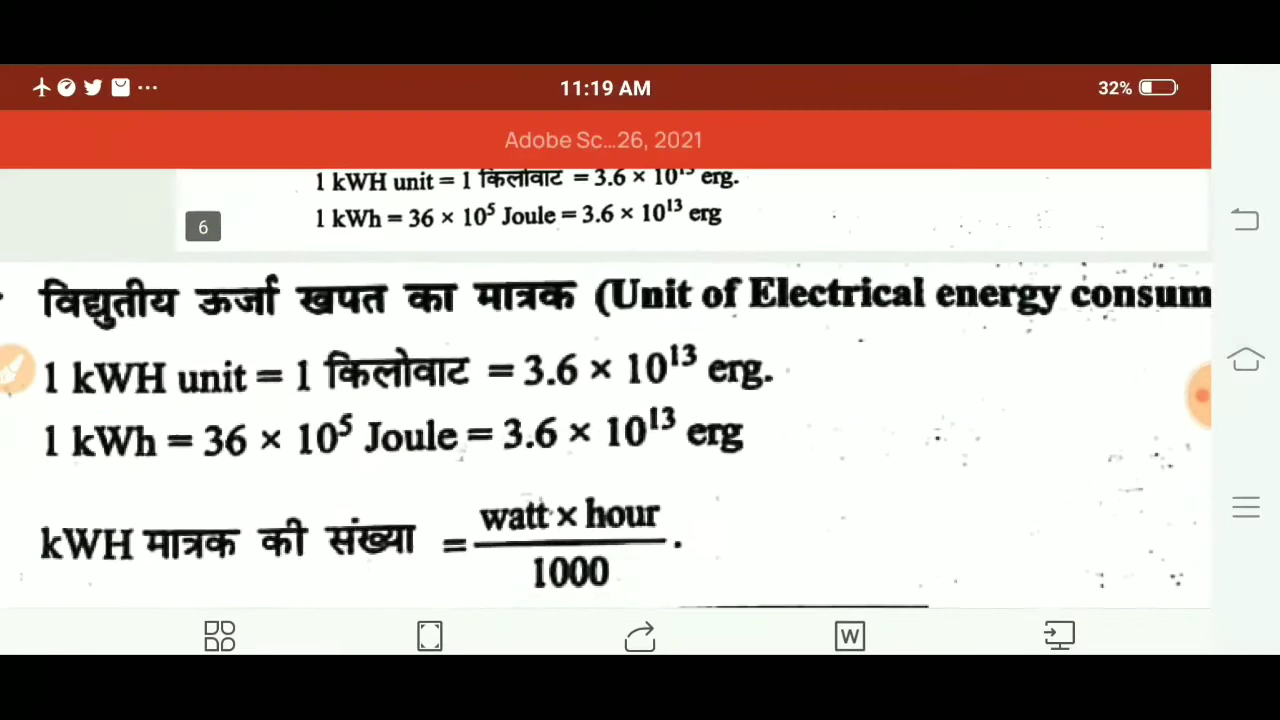 11:19 AM
32%
Adobe Sc...26, 2021
1 kWH unit = 1 किलोवाट = 3.6 × 10¹³ erg.
1 kWh = 36 × 10⁵ Joule = 3.6 × 10¹³ erg
6
विद्युतीय ऊर्जा खपत का मात्रक (Unit of Electrical energy consum
1 kWH unit = 1 किलोवाट = 3.6 × 10¹³ erg.
1 kWh = 36 × 10⁵ Joule = 3.6 × 10¹³ erg
kWH मात्रक की संख्या = watt × hour
1000 .
W